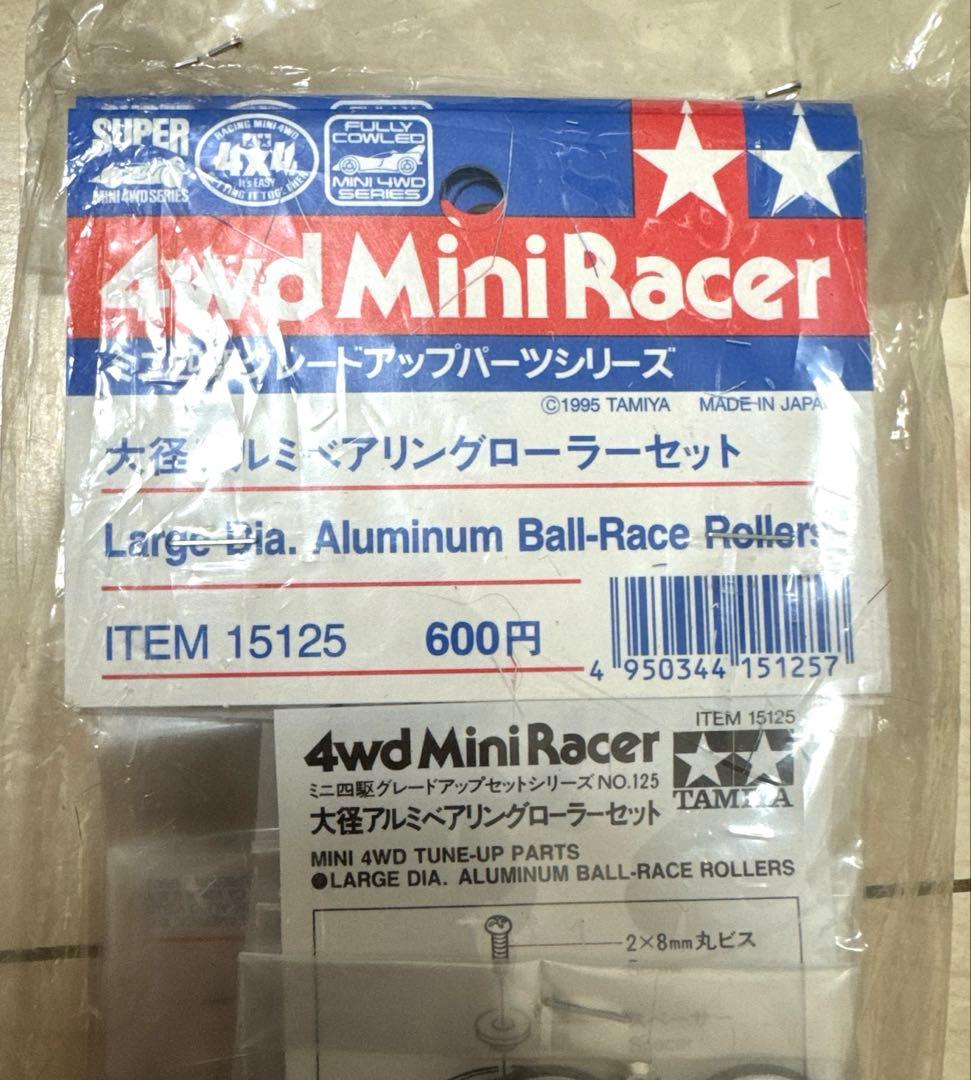 SUPER
MINI 4WD SERIES
RACING MINI 4WD
4X4
It's EASY
FULLY
COWLED
MINI 4WD
SERIES
4wd Mini Racer
ミニ四駆グレードアップパーツシリーズ
©1995 TAMIYA MADE IN JAPA
大径アルミベアリングローラーセット
Large Dia. Aluminum Ball-Race Rollers
ITEM 15125 600円
4 950344 151257
ITEM 15125
4wd Mini Racer
ミニ四駆グレードアップセットシリーズ NO.125
TAMIYA
大径アルミベアリングローラーセット
MINI 4WD TUNE-UP PARTS
●LARGE DIA. ALUMINUM BALL-RACE ROLLERS
2×8mm丸ビス
スペーサー
Spacer